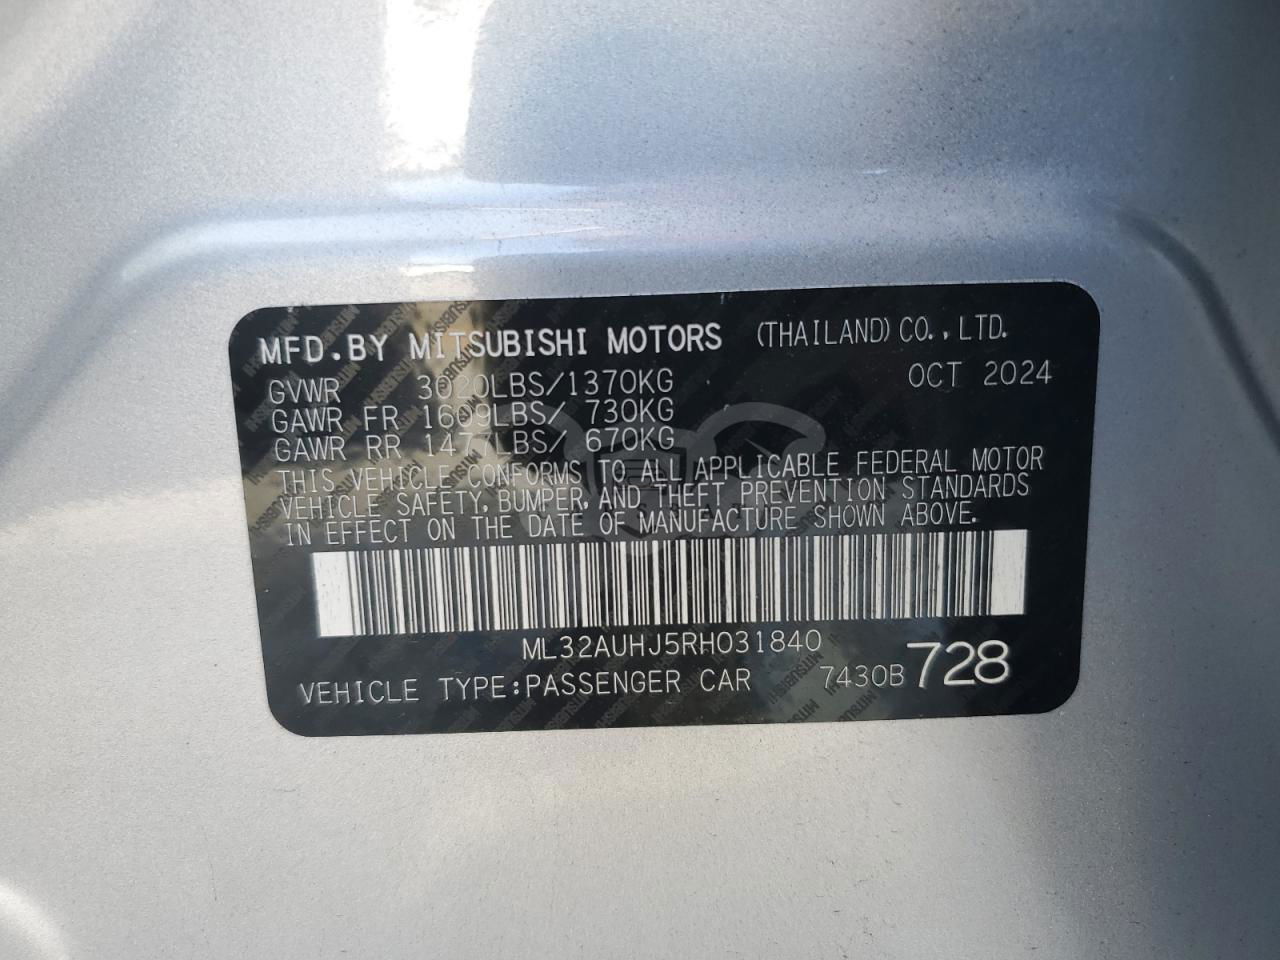 MFD.BY MITSUBISHI MOTORS (THAILAND)CO.,LTD.
GVWR 3020LBS/1370KG OCT 2024
GAWR FR 1609LBS/ 730KG
GAWR RR 1477LBS/ 670KG
THIS VEHICLE CONFORMS TO ALL APPLICABLE FEDERAL MOTOR
VEHICLE SAFETY, BUMPER, AND THEFT PREVENTION STANDARDS
IN EFFECT ON THE DATE OF MANUFACTURE SHOWN ABOVE.
ML32AUHJ5RH031840
VEHICLE TYPE:PASSENGER CAR 7430B 728